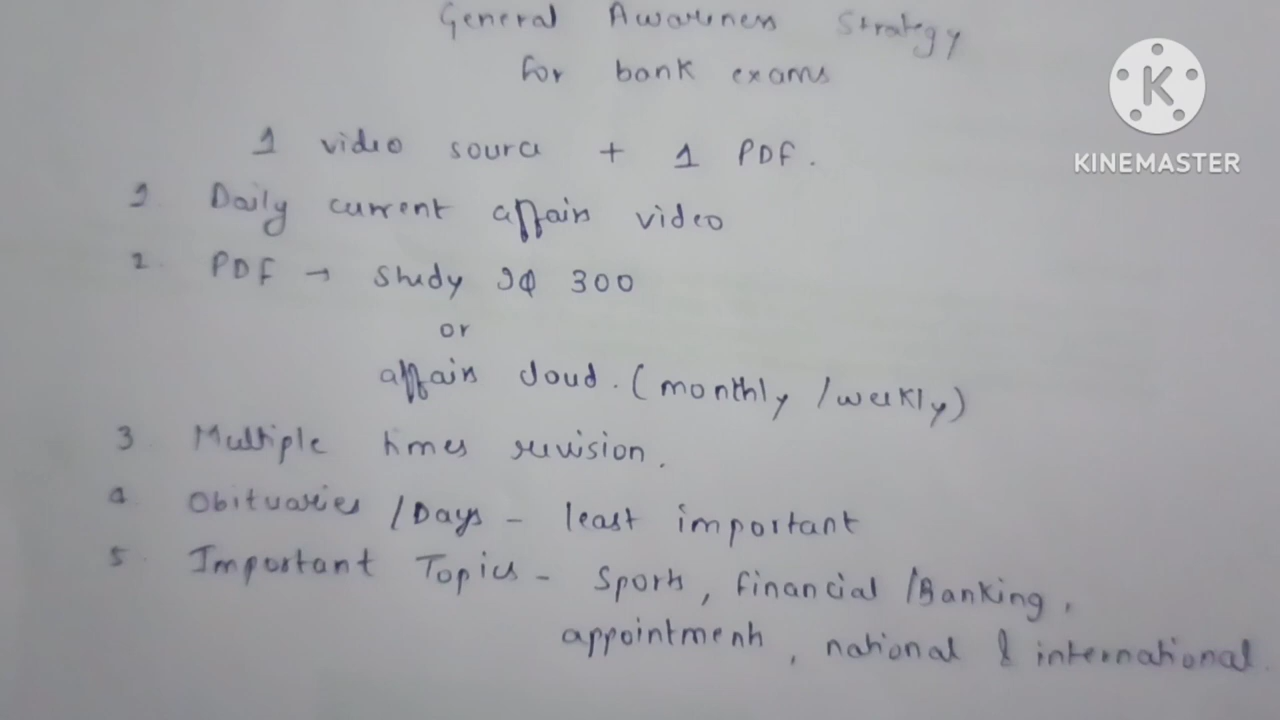 General Awareness Strategy
for bank exams
K
KINEMASTER
1 video source + 1 PDF.
1. Daily current affairs video
2. PDF → Study IQ 300
or
affairs cloud. (monthly /weekly)
3. Multiple times revision.
4. Obituaries /Days - least important
5. Important Topics - Sports, financial /Banking,
appointments, national & international.